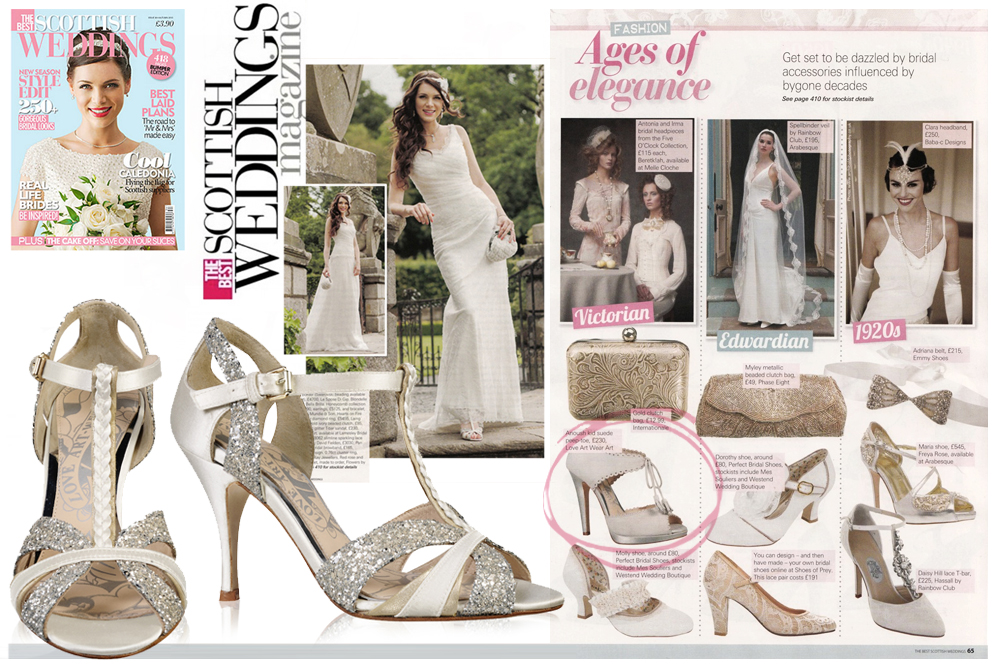 THE BEST SCOTTISH
WEDDINGS
£3.90
418
BUMPER
EDITION
NEW SEASON
STYLE
EDIT
250+
GORGEOUS
BRIDAL LOOKS
BEST
LAID
PLANS
The road to
'Mr & Mrs'
made easy
Cool
CALEDONIA
Flying the flag for
Scottish suppliers
REAL
LIFE
BRIDES
BE INSPIRED!
PLUS THE CAKE OFF: SAVE ON YOUR SLICES
THE BEST SCOTTISH
WEDDINGS
magazine
410 for stockist details
FASHION
Ages of
elegance
Get set to be dazzled by bridal
accessories influenced by
bygone decades
See page 410 for stockist details
Antonia and Irma
bridal headpieces
from the Five
O'Clock Collection,
£115 each,
Beretkah, available
at Melle Cloche
Spellbinder veil
by Rainbow
Club, £195,
Arabesque
Clara headband,
£250,
Baba-c Designs
Victorian
Edwardian
1920s
Adriana belt, £215,
Emmy Shoes
Myley metallic
beaded clutch bag,
£49, Phase Eight
Gold clutch
bag, £32.99,
Internationale
Anoush kid suede
peep-toe, £230,
Love Art Wear Art
Dorothy shoe, around
£80, Perfect Bridal Shoes,
stockists include Mes
Souliers and Westend
Wedding Boutique
Maria shoe, £545,
Freya Rose, available
at Arabesque
Molly shoe, around £80,
Perfect Bridal Shoes, stockists
include Mes Souliers and
Westend Wedding Boutique
You can design – and then
have made – your own bridal
shoes online at Shoes of Prey.
This lace pair costs £191
Daisy Hill lace T-bar,
£225, Hassall by
Rainbow Club
THE BEST SCOTTISH WEDDINGS 65